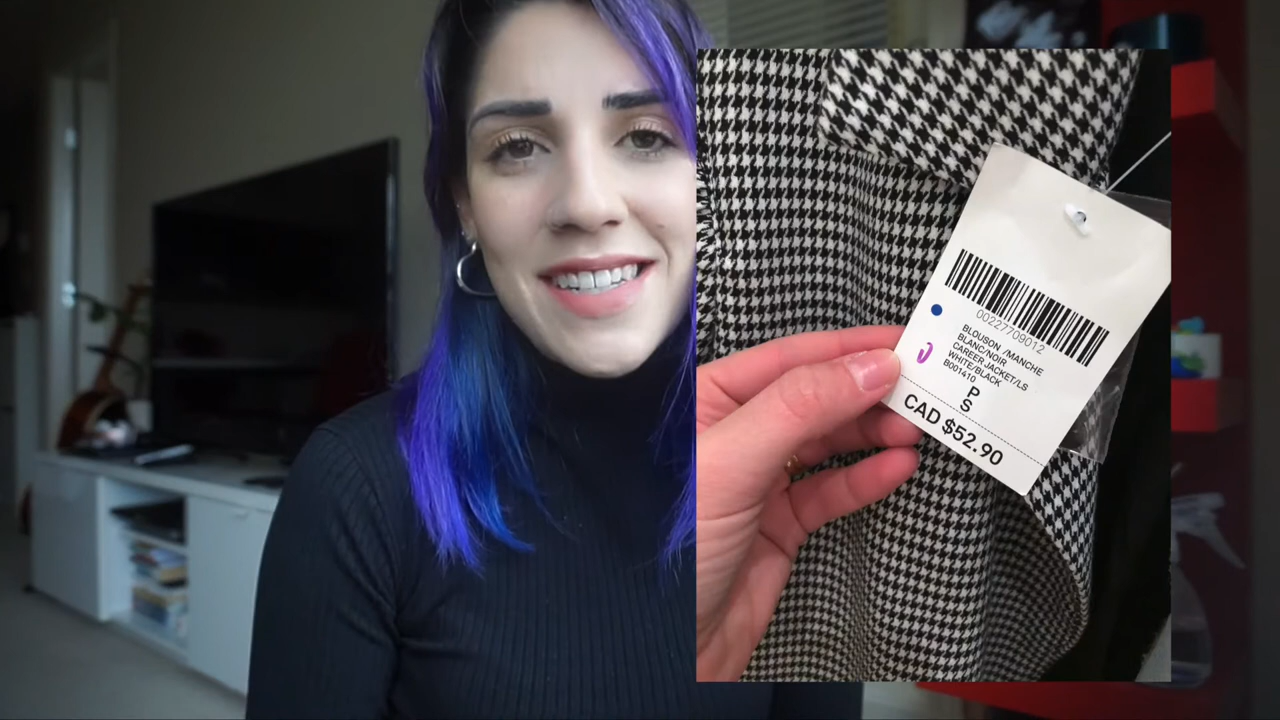 00227709012
BLOUSON /MANCHE
BLANC/NOIR
CAREER JACKET/LS
WHITE/BLACK
B001410
P
S
CAD $52.90